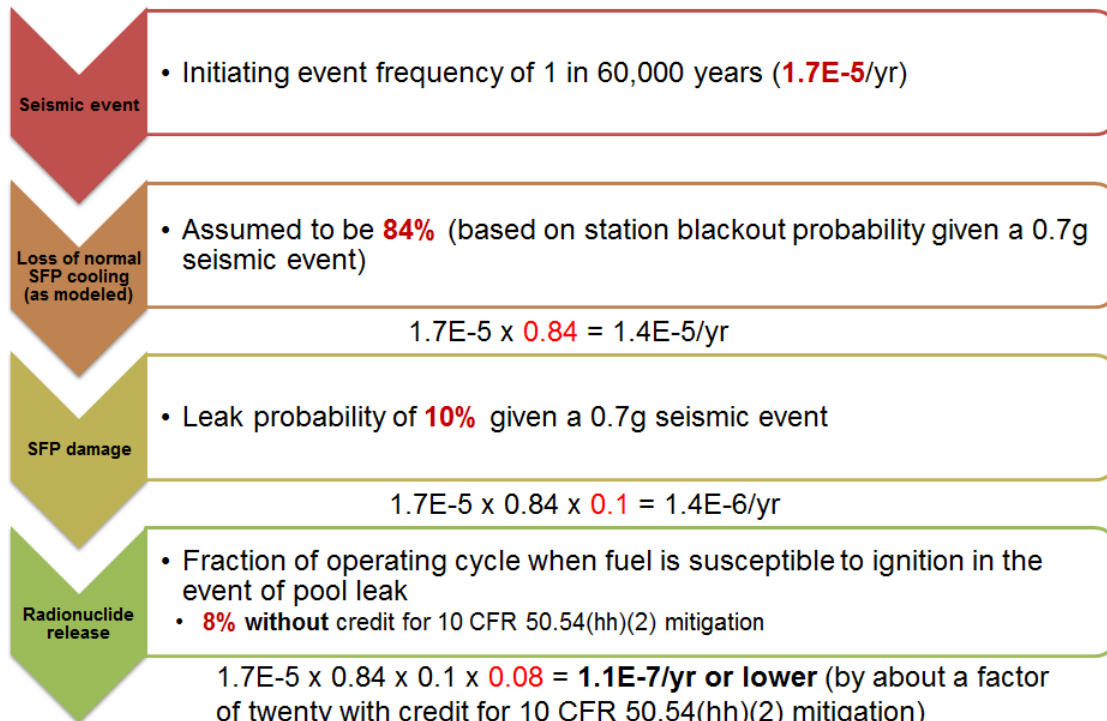 • Initiating event frequency of 1 in 60,000 years (1.7E-5/yr)
Seismic event
• Assumed to be 84% (based on station blackout probability given a 0.7g
seismic event)
Loss of normal
SFP cooling
(as modeled)
1.7E-5 x 0.84 = 1.4E-5/yr
• Leak probability of 10% given a 0.7g seismic event
SFP damage
1.7E-5 x 0.84 x 0.1 = 1.4E-6/yr
• Fraction of operating cycle when fuel is susceptible to ignition in the
event of pool leak
• 8% without credit for 10 CFR 50.54(hh)(2) mitigation
Radionuclide
release
1.7E-5 x 0.84 x 0.1 x 0.08 = 1.1E-7/yr or lower (by about a factor
of twenty with credit for 10 CFR 50.54(hh)(2) mitigation)